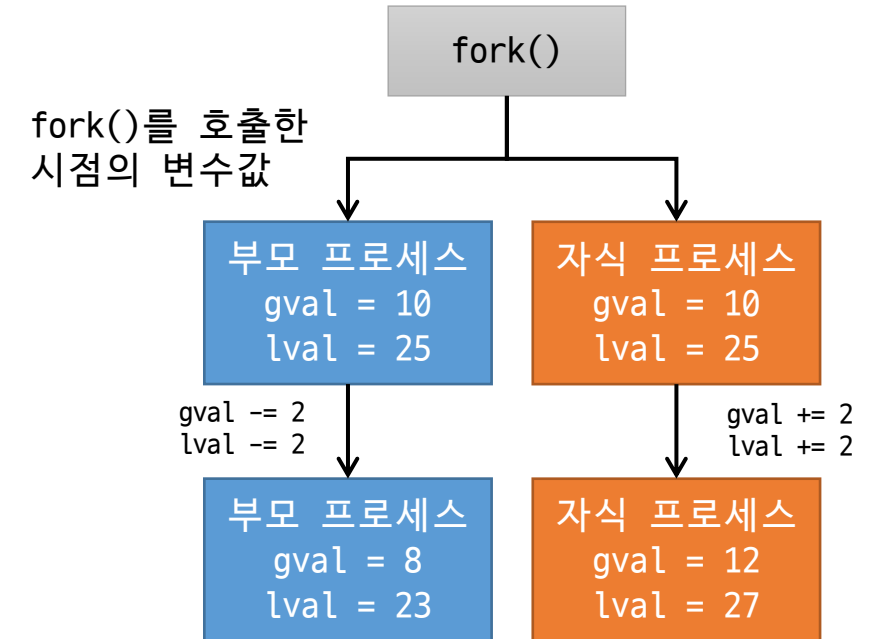 fork()
fork()를 호출한
시점의 변수값
부모 프로세스
gval = 10
lval = 25
자식 프로세스
gval = 10
lval = 25
gval -= 2
lval -= 2
gval += 2
lval += 2
부모 프로세스
gval = 8
lval = 23
자식 프로세스
gval = 12
lval = 27